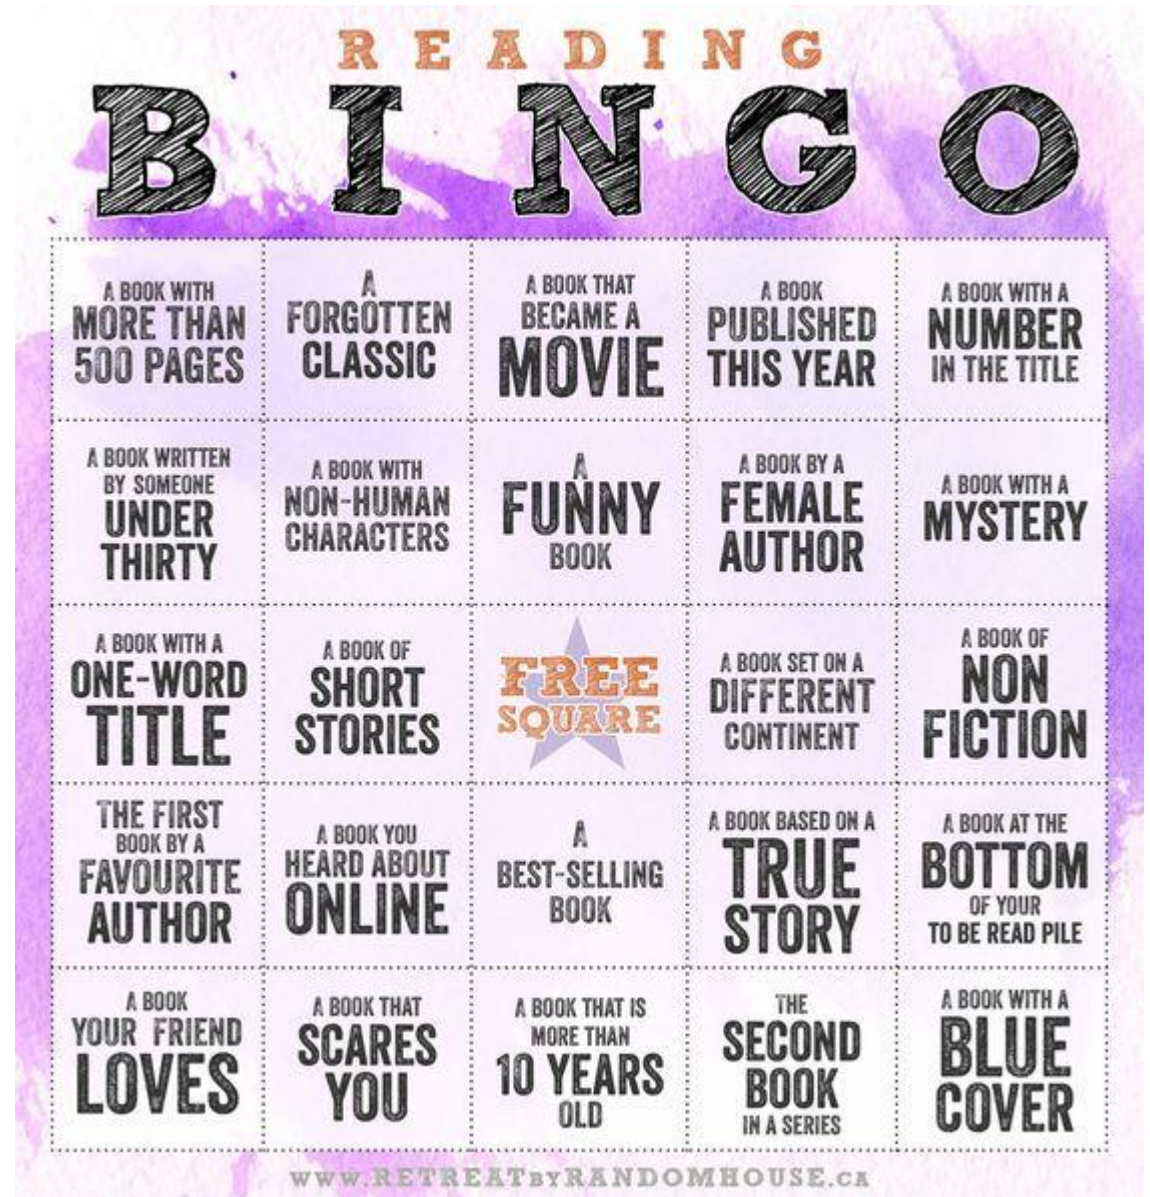 READING
BINGO
A BOOK WITH
MORE THAN
500 PAGES
A
FORGOTTEN
CLASSIC
A BOOK THAT
BECAME A
MOVIE
A BOOK
PUBLISHED
THIS YEAR
A BOOK WITH A
NUMBER
IN THE TITLE
A BOOK WRITTEN
BY SOMEONE
UNDER
THIRTY
A BOOK WITH
NON-HUMAN
CHARACTERS
A
FUNNY
BOOK
A BOOK BY A
FEMALE
AUTHOR
A BOOK WITH A
MYSTERY
A BOOK WITH A
ONE-WORD
TITLE
A BOOK OF
SHORT
STORIES
FREE
SQUARE
A BOOK SET ON A
DIFFERENT
CONTINENT
A BOOK OF
NON
FICTION
THE FIRST
BOOK BY A
FAVOURITE
AUTHOR
A BOOK YOU
HEARD ABOUT
ONLINE
A
BEST-SELLING
BOOK
A BOOK BASED ON A
TRUE
STORY
A BOOK AT THE
BOTTOM
OF YOUR
TO BE READ PILE
A BOOK
YOUR FRIEND
LOVES
A BOOK THAT
SCARES
YOU
A BOOK THAT IS
MORE THAN
10 YEARS
OLD
THE
SECOND
BOOK
IN A SERIES
A BOOK WITH A
BLUE
COVER
WWW.RETREATBYRANDOMHOUSE.CA